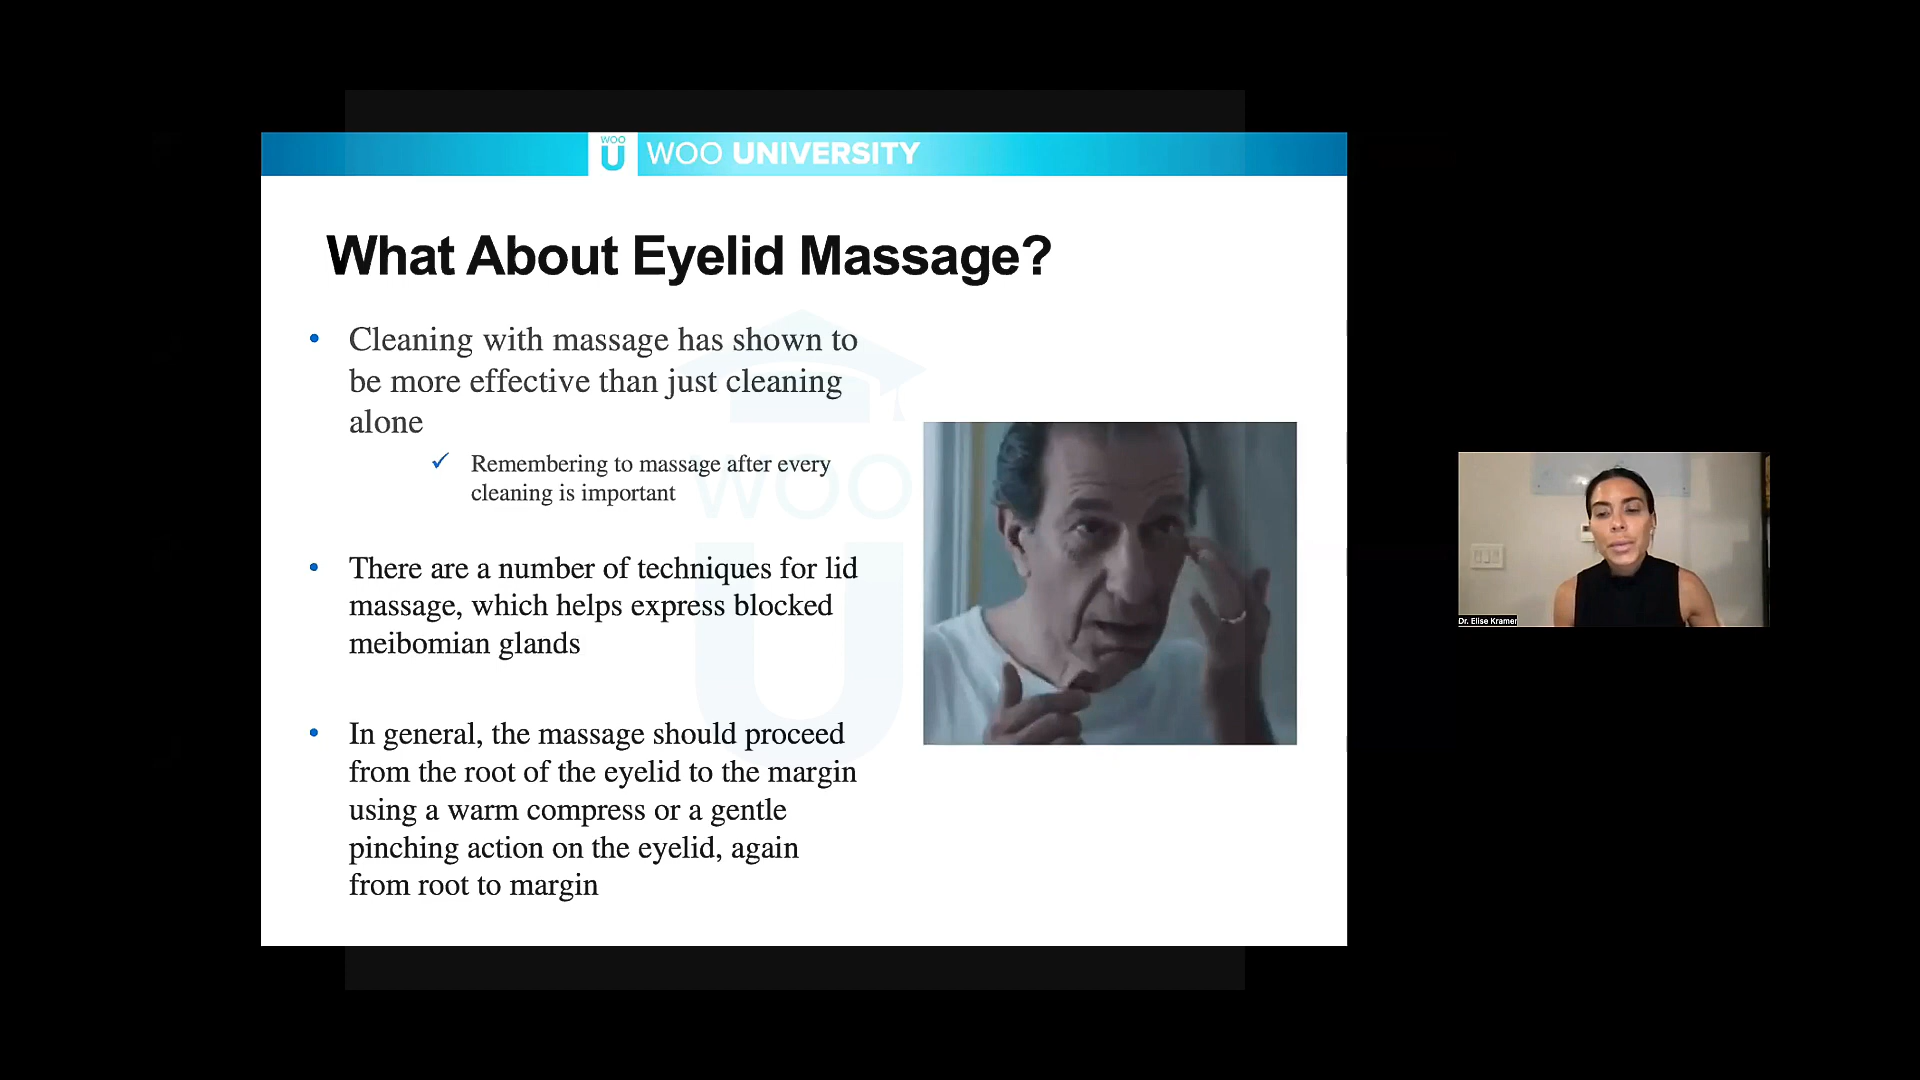 WOO
U
WOO UNIVERSITY
What About Eyelid Massage?
• Cleaning with massage has shown to
be more effective than just cleaning
alone
✓ Remembering to massage after every
cleaning is important
• There are a number of techniques for lid
massage, which helps express blocked
meibomian glands
• In general, the massage should proceed
from the root of the eyelid to the margin
using a warm compress or a gentle
pinching action on the eyelid, again
from root to margin
WOO
U
Dr. Elise Kramer